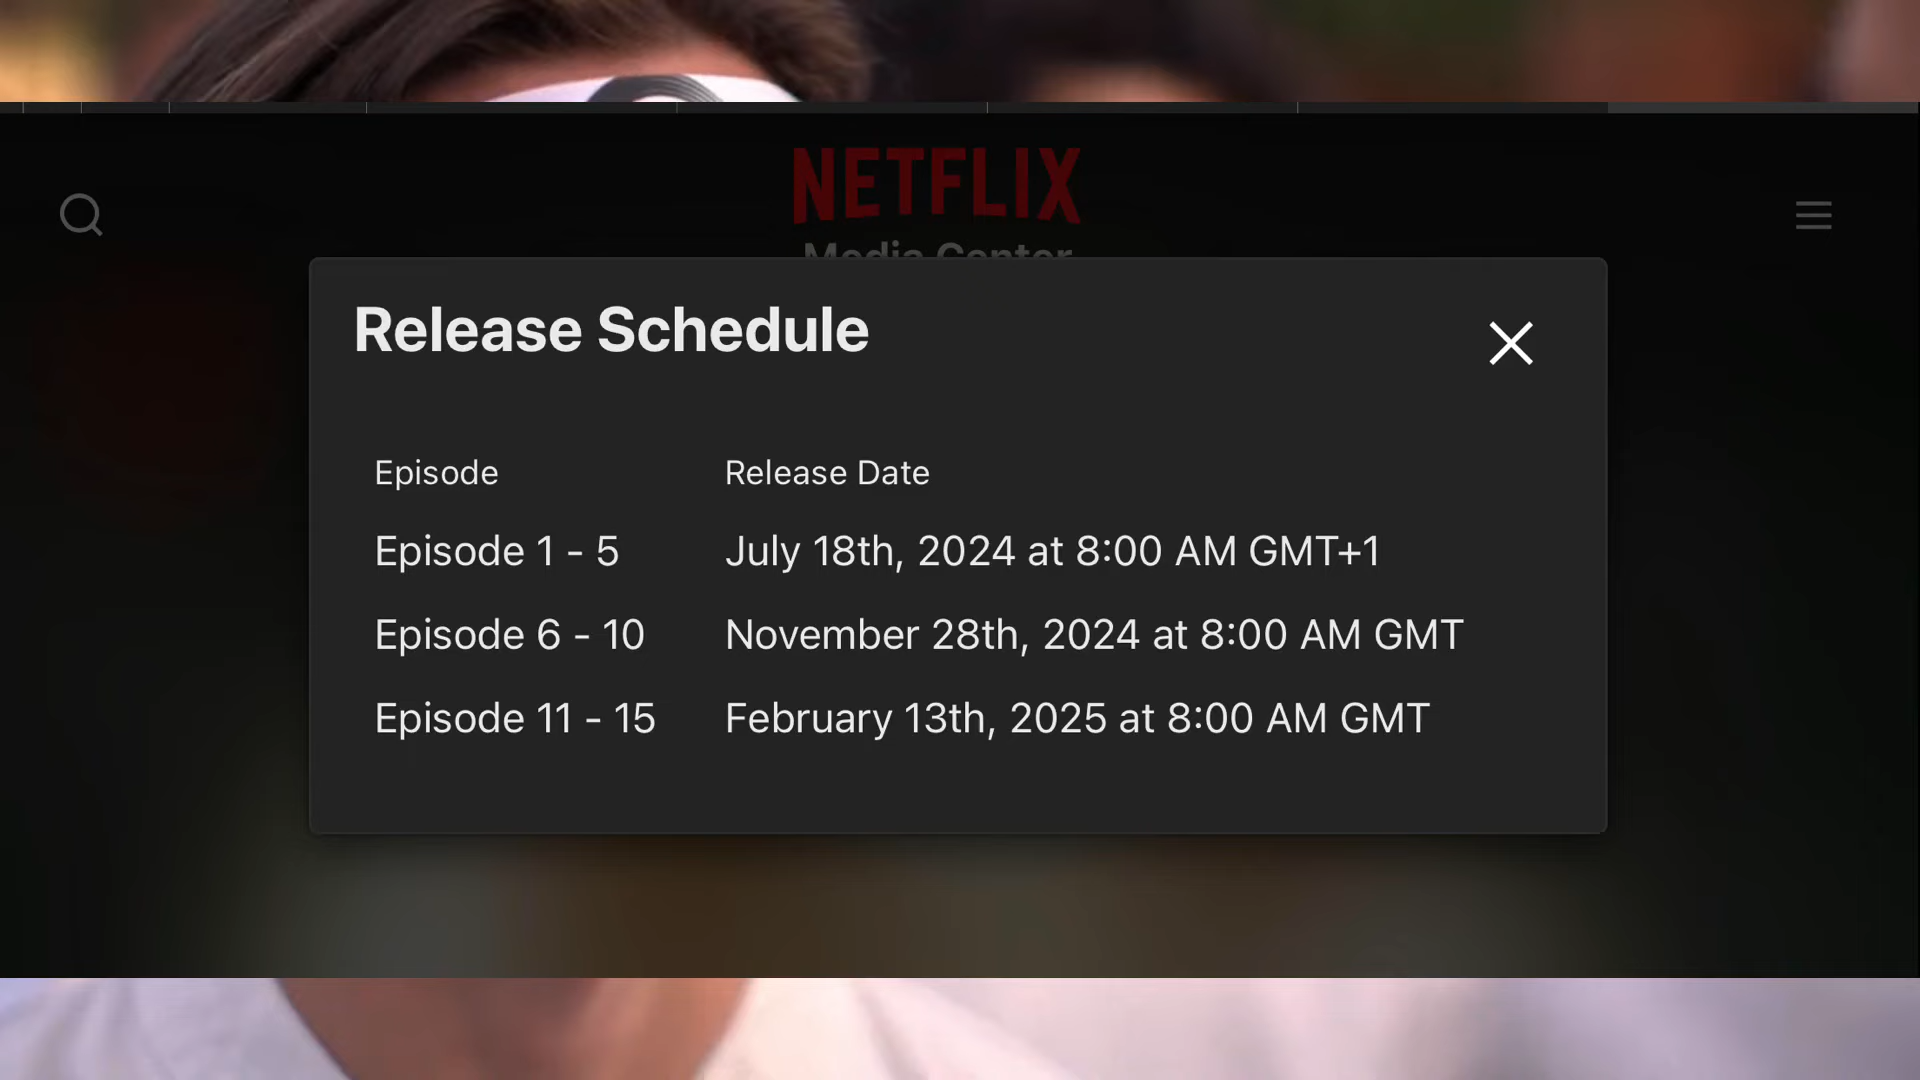 NETFLIX
Media Center
Release Schedule
Episode Release Date
Episode 1 - 5 July 18th, 2024 at 8:00 AM GMT+1
Episode 6 - 10 November 28th, 2024 at 8:00 AM GMT
Episode 11 - 15 February 13th, 2025 at 8:00 AM GMT